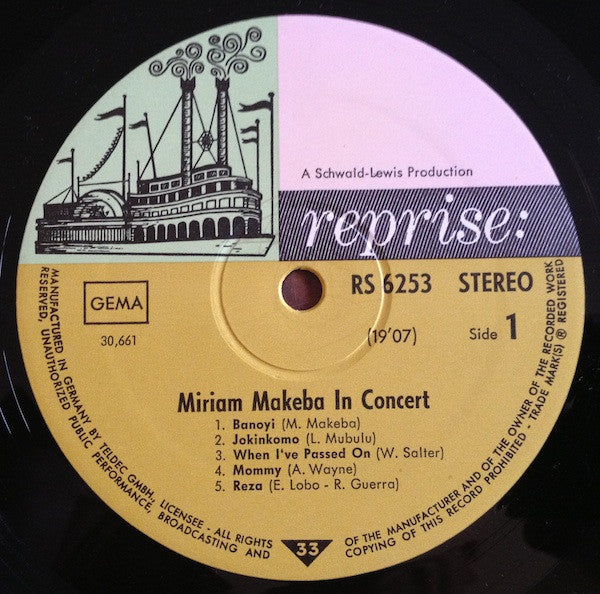 A Schwald-Lewis Production
reprise:
GEMA
30,661
RS 6253 STEREO
(19'07)
Side 1
Miriam Makeba In Concert
1. Banoyi (M. Makeba)
2. Jokinkomo (L. Mubulu)
3. When I've Passed On (W. Salter)
4. Mommy (A. Wayne)
5. Reza (E. Lobo - R. Guerra)
MANUFACTURED IN GERMANY BY TELDEC GMBH., LICENSEE - ALL RIGHTS OF THE MANUFACTURER AND OF THE OWNER OF THE RECORDED WORK
RESERVED, UNAUTHORIZED PUBLIC PERFORMANCE, BROADCASTING AND COPYING OF THIS RECORD PROHIBITED - TRADE MARK(S) ® REGISTERED
33